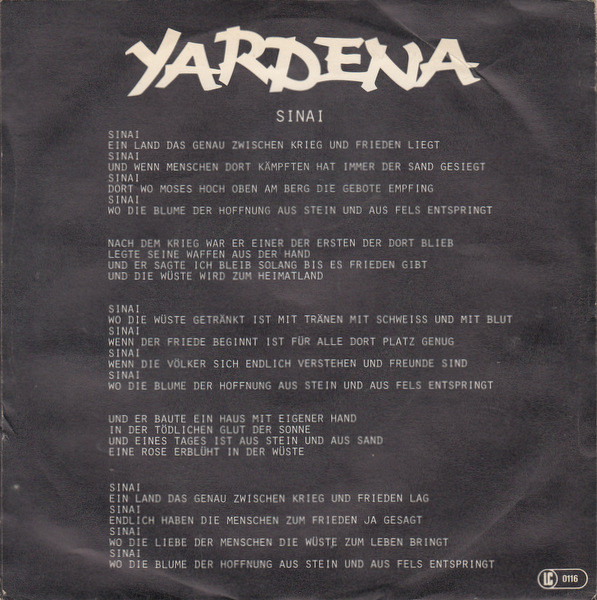 YARDENA
SINAI
SINAI
EIN LAND DAS GENAU ZWISCHEN KRIEG UND FRIEDEN LIEGT
SINAI
UND WENN MENSCHEN DORT KÄMPFTEN HAT IMMER DER SAND GESIEGT
SINAI
DORT WO MOSES HOCH OBEN AM BERG DIE GEBOTE EMPFING
SINAI
WO DIE BLUME DER HOFFNUNG AUS STEIN UND AUS FELS ENTSPRINGT
NACH DEM KRIEG WAR ER EINER DER ERSTEN DER DORT BLIEB
LEGTE SEINE WAFFEN AUS DER HAND
UND ER SAGTE ICH BLEIB SOLANG BIS ES FRIEDEN GIBT
UND DIE WÜSTE WIRD ZUM HEIMATLAND
SINAI
WO DIE WÜSTE GETRÄNKT IST MIT TRÄNEN MIT SCHWEISS UND MIT BLUT
SINAI
WENN DER FRIEDE BEGINNT IST FÜR ALLE DORT PLATZ GENUG
SINAI
WENN DIE VÖLKER SICH ENDLICH VERSTEHEN UND FREUNDE SIND
SINAI
WO DIE BLUME DER HOFFNUNG AUS STEIN UND AUS FELS ENTSPRINGT
UND ER BAUTE EIN HAUS MIT EIGENER HAND
IN DER TÖDLICHEN GLUT DER SONNE
UND EINES TAGES IST AUS STEIN UND AUS SAND
EINE ROSE ERBLÜHT IN DER WÜSTE
SINAI
EIN LAND DAS GENAU ZWISCHEN KRIEG UND FRIEDEN LAG
SINAI
ENDLICH HABEN DIE MENSCHEN ZUM FRIEDEN JA GESAGT
SINAI
WO DIE LIEBE DER MENSCHEN DIE WÜSTE ZUM LEBEN BRINGT
SINAI
WO DIE BLUME DER HOFFNUNG AUS STEIN UND AUS FELS ENTSPRINGT
LC 0116